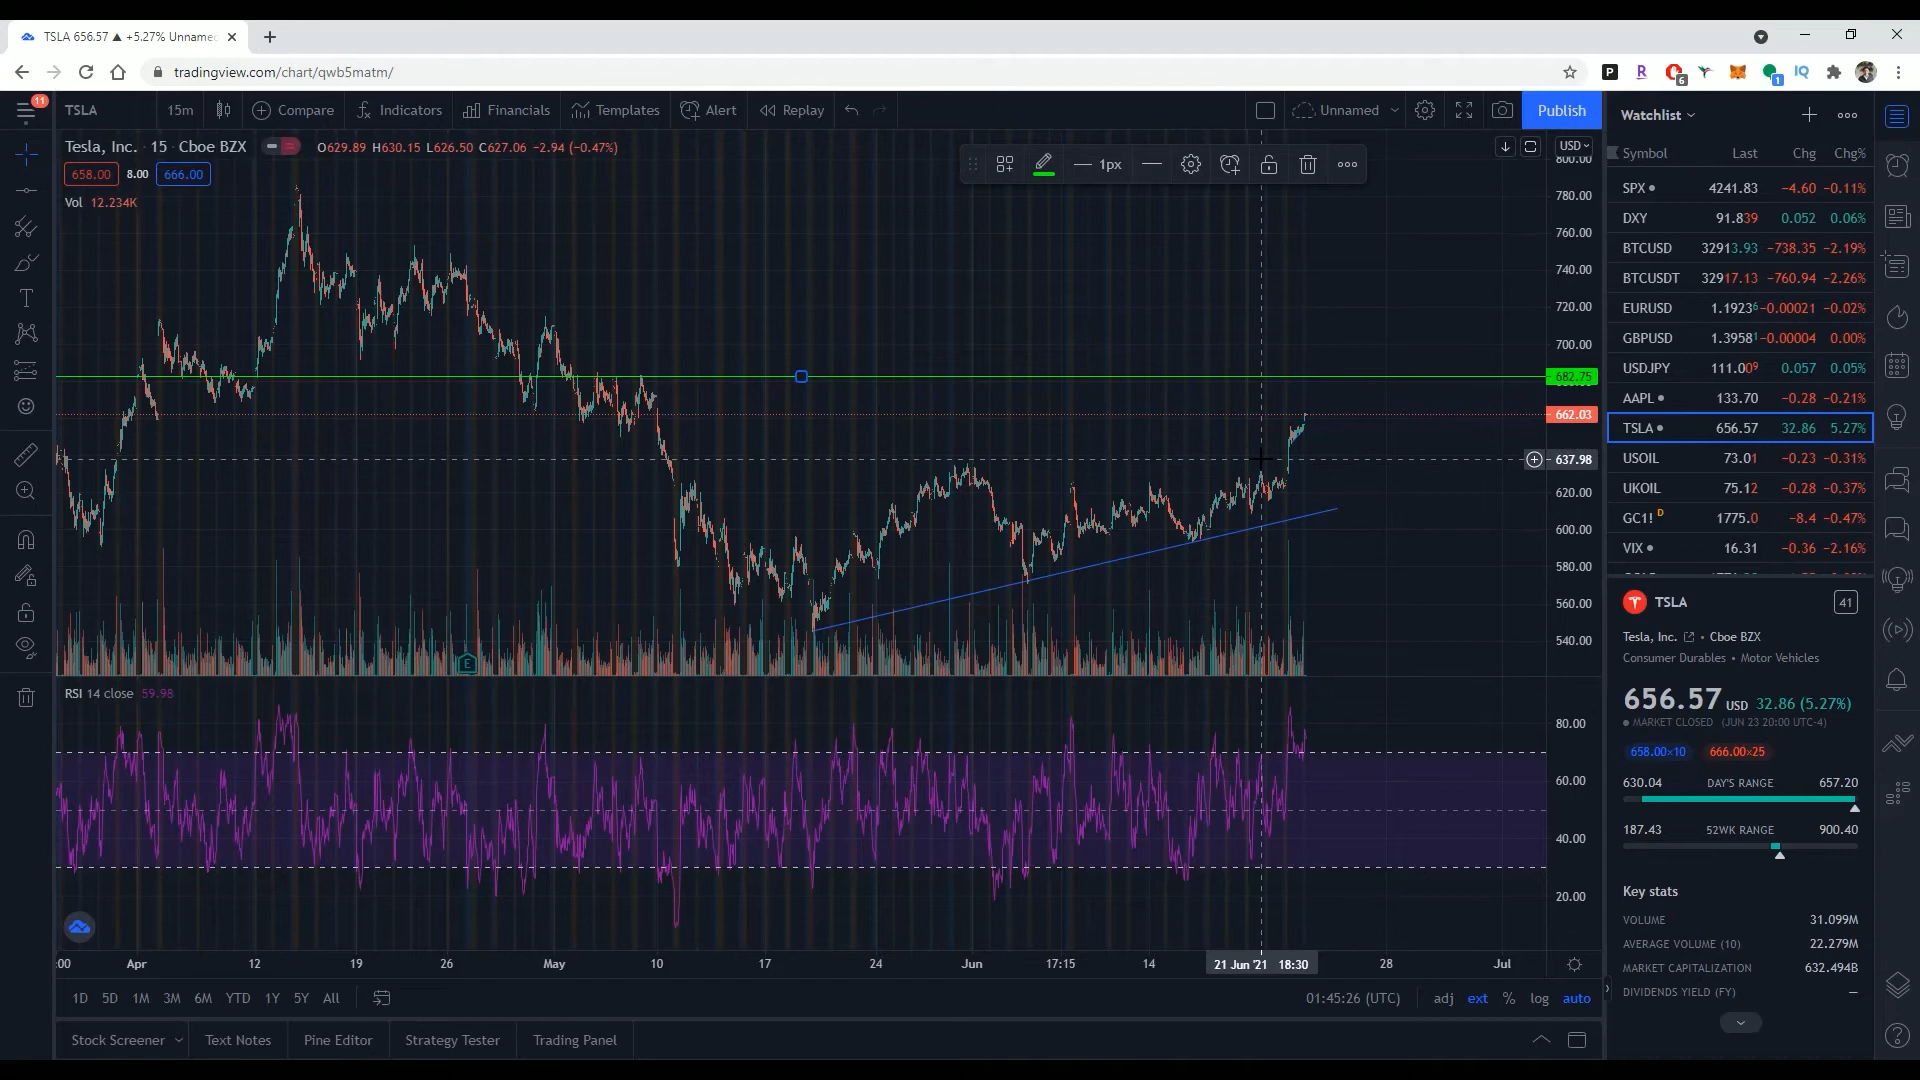 TSLA 656.57 ▲ +5.27% Unnamed
tradingview.com/chart/qwb5matm/
P R 6 1 IQ
11
TSLA 15m Compare Indicators Financials Templates Alert Replay Unnamed Publish
Tesla, Inc. · 15 · Cboe BZX O629.89 H630.15 L626.50 C627.06 −2.94 (−0.47%)
658.00 8.00 666.00
Vol 12.234K
1px
USD
800.00
780.00
760.00
740.00
720.00
700.00
682.75
662.03
637.98
620.00
600.00
580.00
560.00
540.00
E
RSI 14 close 59.98
80.00
60.00
40.00
20.00
:00 Apr 12 19 26 May 10 17 24 Jun 17:15 14 21 Jun '21 18:30 28 Jul
1D 5D 1M 3M 6M YTD 1Y 5Y All 01:45:26 (UTC) adj ext % log auto
Stock Screener Text Notes Pine Editor Strategy Tester Trading Panel
Watchlist
Symbol Last Chg Chg%
SPX 4241.83 −4.60 −0.11%
DXY 91.839 0.052 0.06%
BTCUSD 32913.93 −738.35 −2.19%
BTCUSDT 32917.13 −760.94 −2.26%
EURUSD 1.19236 −0.00021 −0.02%
GBPUSD 1.39581 −0.00004 0.00%
USDJPY 111.009 0.057 0.05%
AAPL 133.70 −0.28 −0.21%
TSLA 656.57 32.86 5.27%
USOIL 73.01 −0.23 −0.31%
UKOIL 75.12 −0.28 −0.37%
GC1! D 1775.0 −8.4 −0.47%
VIX 16.31 −0.36 −2.16%
TSLA 41
Tesla, Inc. • Cboe BZX
Consumer Durables • Motor Vehicles
656.57 USD 32.86 (5.27%)
MARKET CLOSED (JUN 23 20:00 UTC-4)
658.00×10 666.00×25
630.04 DAY'S RANGE 657.20
187.43 52WK RANGE 900.40
Key stats
VOLUME 31.099M
AVERAGE VOLUME (10) 22.279M
MARKET CAPITALIZATION 632.494B
DIVIDENDS YIELD (FY) —